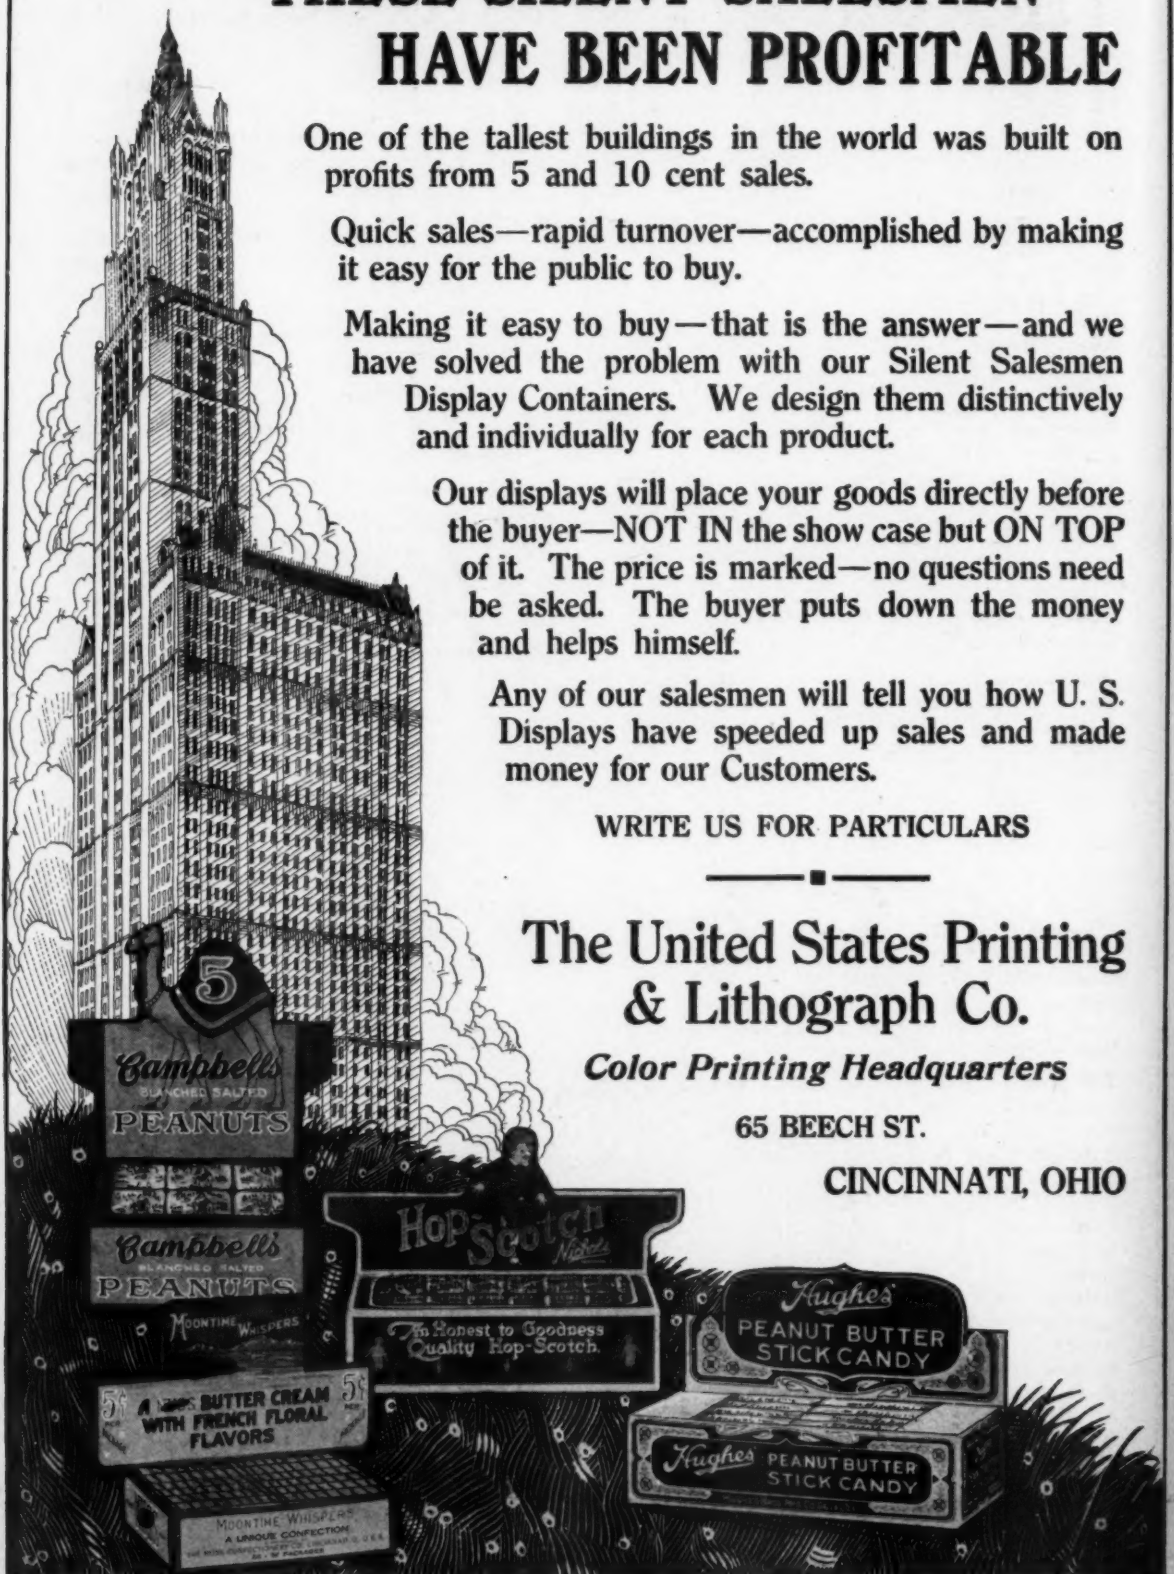 THESE SILENT SALESMEN
HAVE BEEN PROFITABLE
One of the tallest buildings in the world was built on
profits from 5 and 10 cent sales.
Quick sales—rapid turnover—accomplished by making
it easy for the public to buy.
Making it easy to buy—that is the answer—and we
have solved the problem with our Silent Salesmen
Display Containers. We design them distinctively
and individually for each product.
Our displays will place your goods directly before
the buyer—NOT IN the show case but ON TOP
of it. The price is marked—no questions need
be asked. The buyer puts down the money
and helps himself.
Any of our salesmen will tell you how U. S.
Displays have speeded up sales and made
money for our Customers.
WRITE US FOR PARTICULARS
The United States Printing
& Lithograph Co.
Color Printing Headquarters
65 BEECH ST.
CINCINNATI, OHIO
5
Campbell's
BLANCHED SALTED
PEANUTS
Campbell's
BLANCHED SALTED
PEANUTS
Hop-Scotch
An Honest to Goodness
Quality Hop-Scotch.
Hughes'
PEANUT BUTTER
STICK CANDY
Hughes' PEANUT BUTTER
STICK CANDY
MOONTIME WHISPERS
5¢ 5¢
A BUTTER CREAM
WITH FRENCH FLORAL
FLAVORS
MOONTIME WHISPERS
A UNIQUE CONFECTION